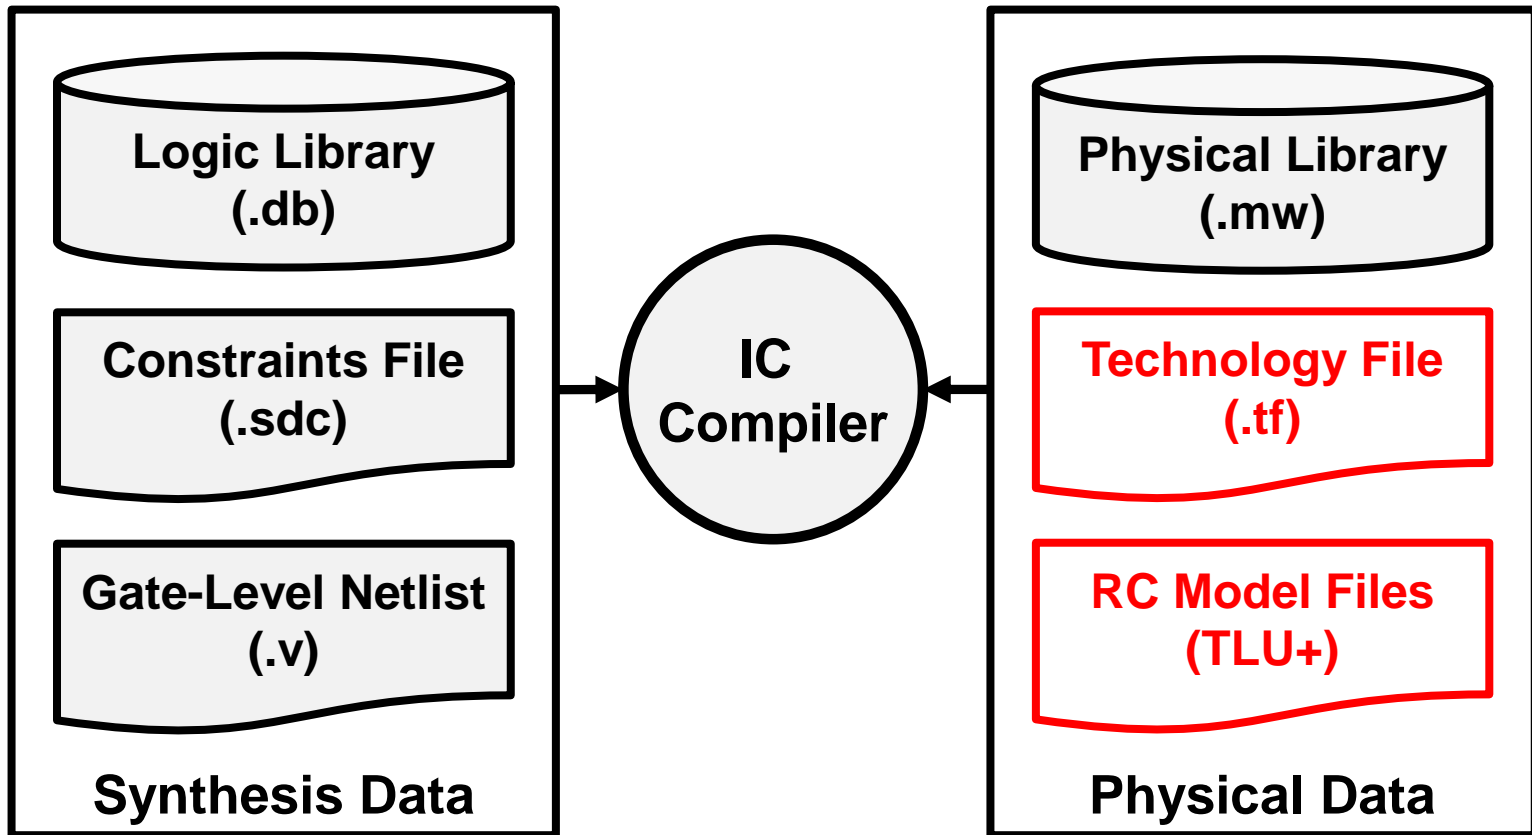 Logic Library
(.db)
Constraints File
(.sdc)
Gate-Level Netlist
(.v)
Synthesis Data
IC
Compiler
Physical Library
(.mw)
Technology File
(.tf)
RC Model Files
(TLU+)
Physical Data